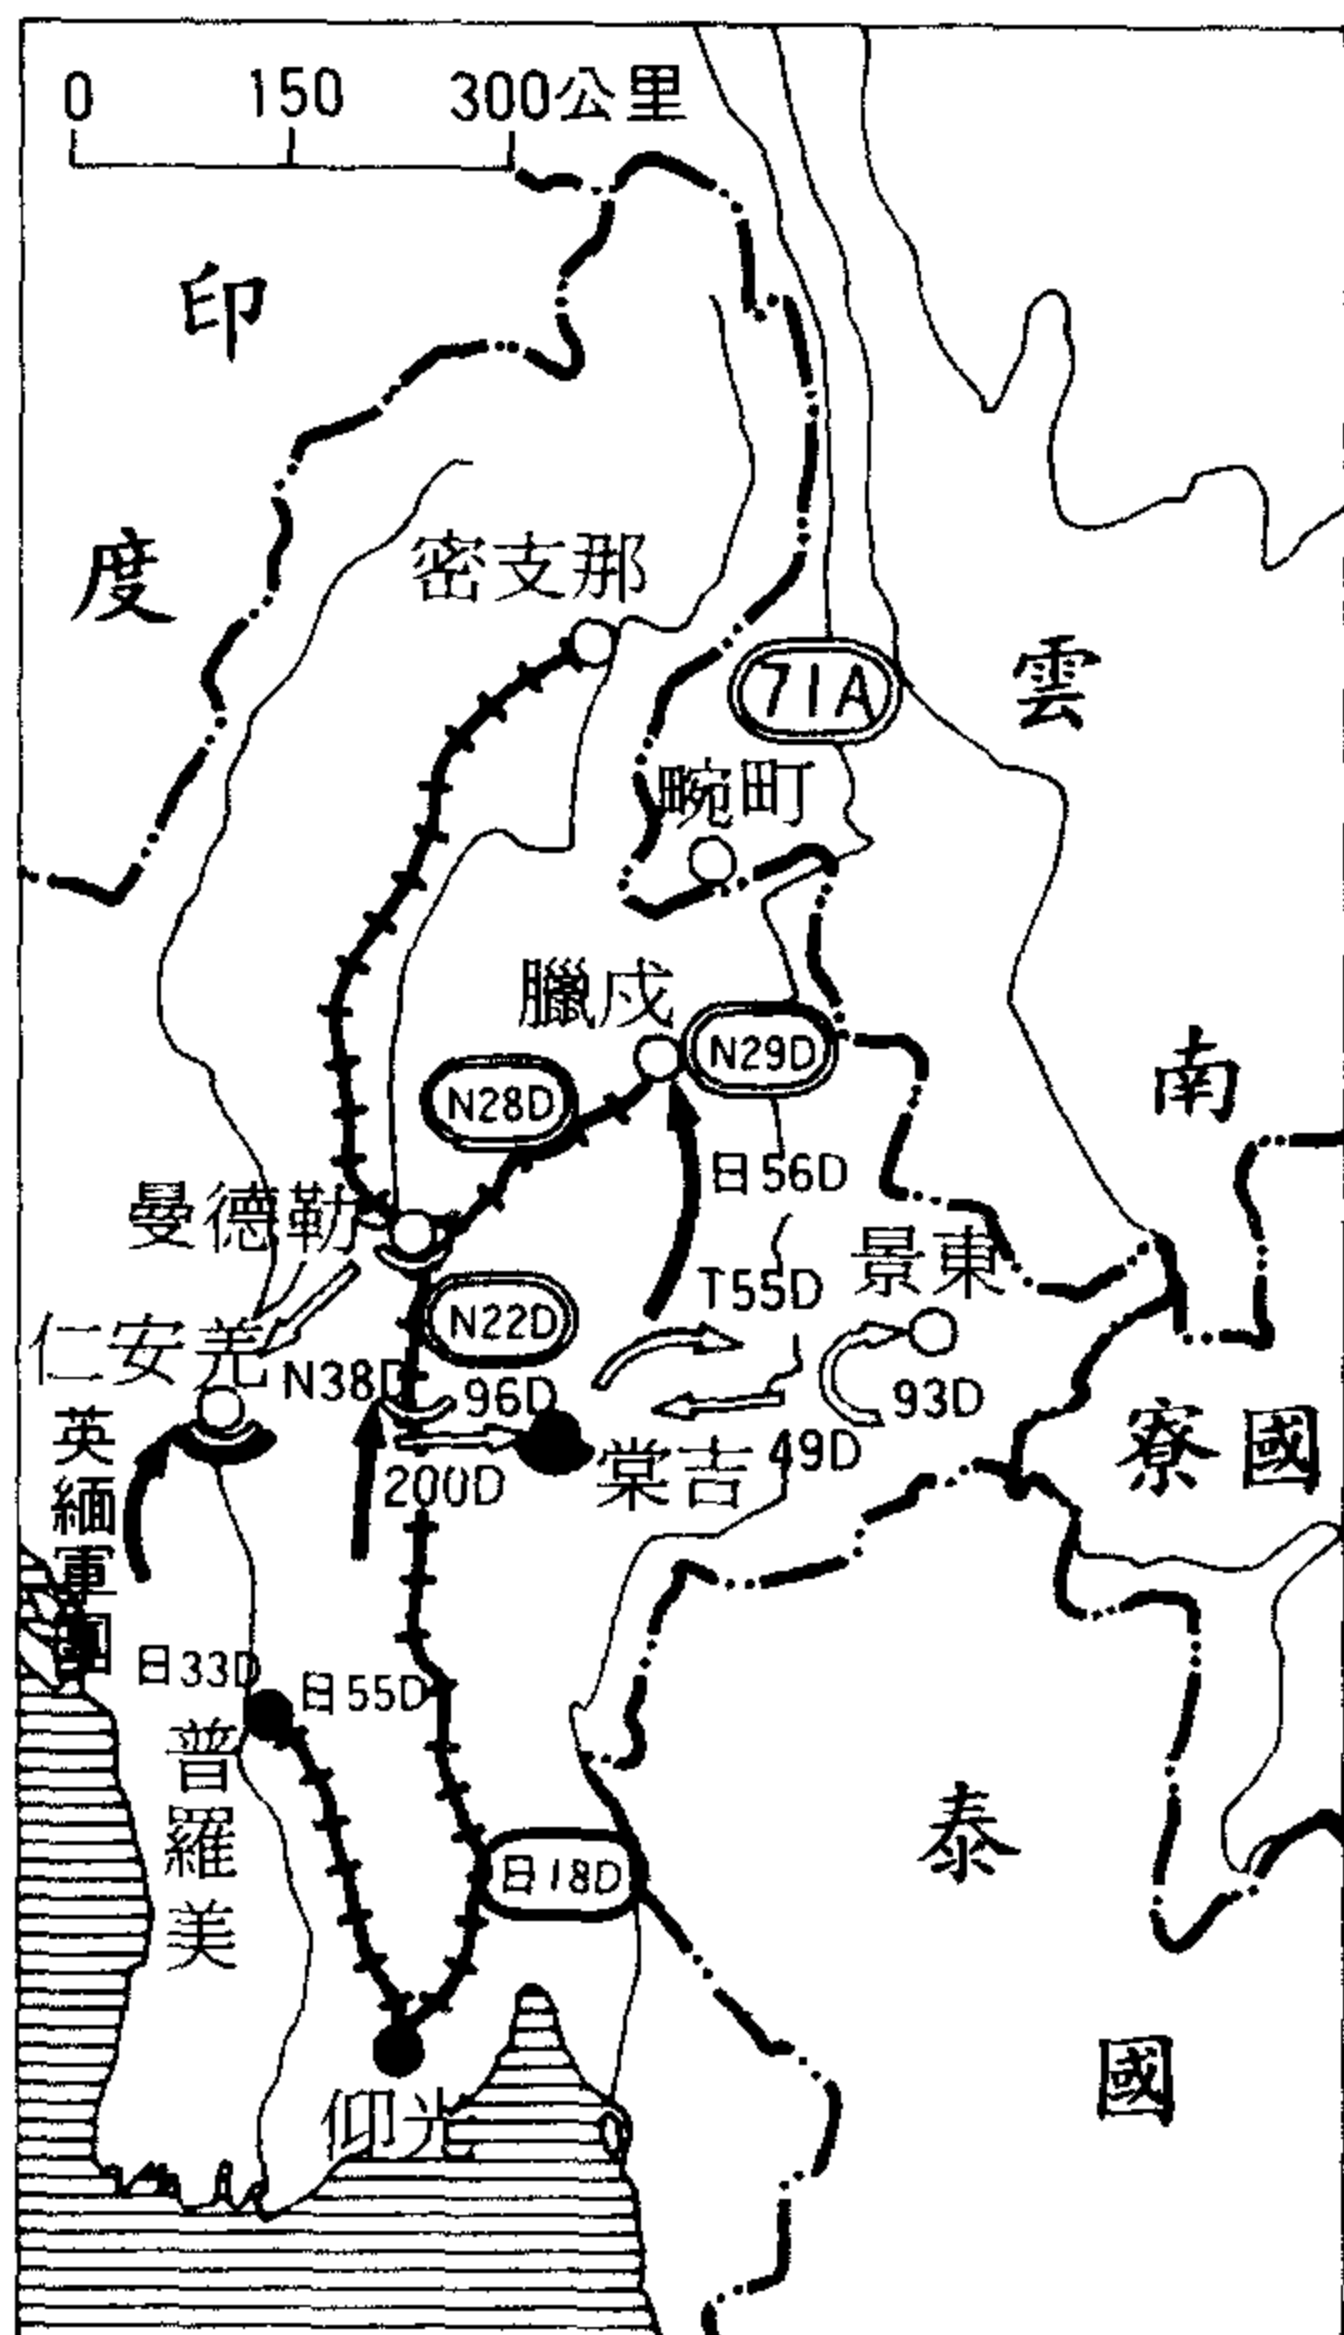 0 150 300公里
印
度
密支那
71A
雲
畹町
臘戍
N29D
N28D
南
日56D
曼德勒
景東
T55D
仁安羌
N22D
N38D
96D
93D
英緬軍團
棠吉
49D
寮國
200D
日33D
日55D
普羅美
泰
日18D
國
仰光